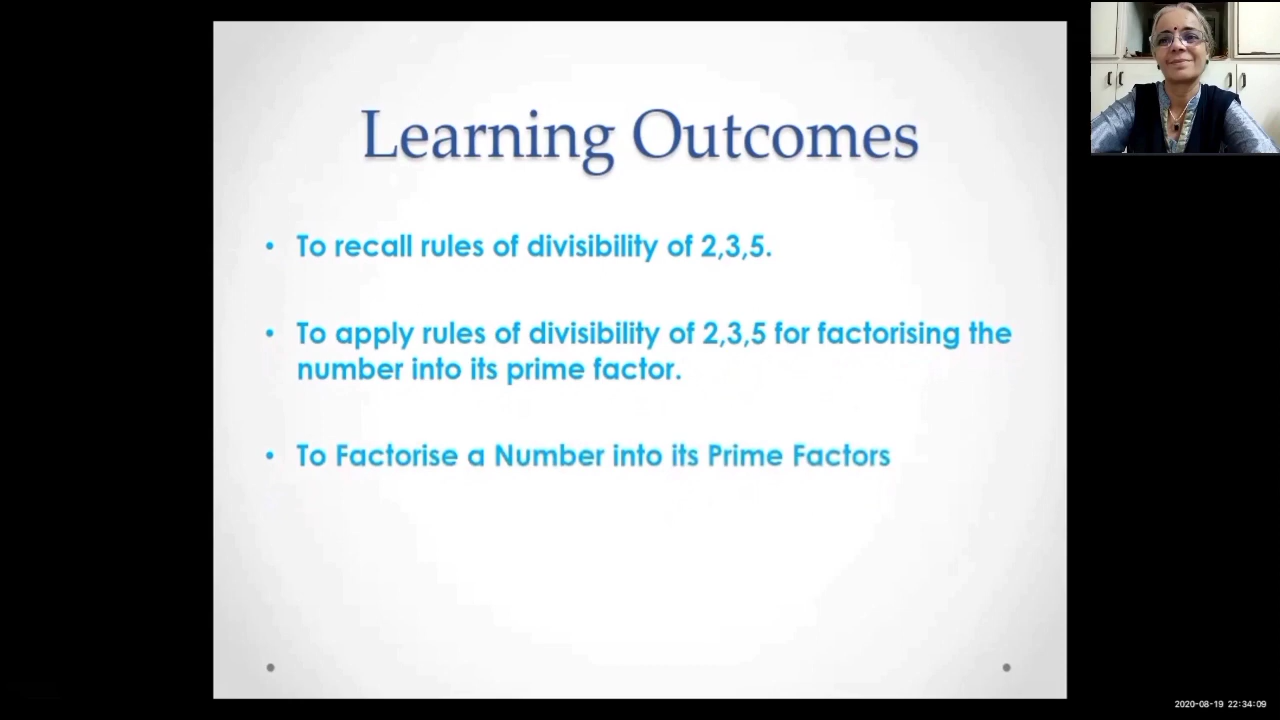 Learning Outcomes
• To recall rules of divisibility of 2,3,5.
• To apply rules of divisibility of 2,3,5 for factorising the
number into its prime factor.
• To Factorise a Number into its Prime Factors
2020-08-19 22:34:09